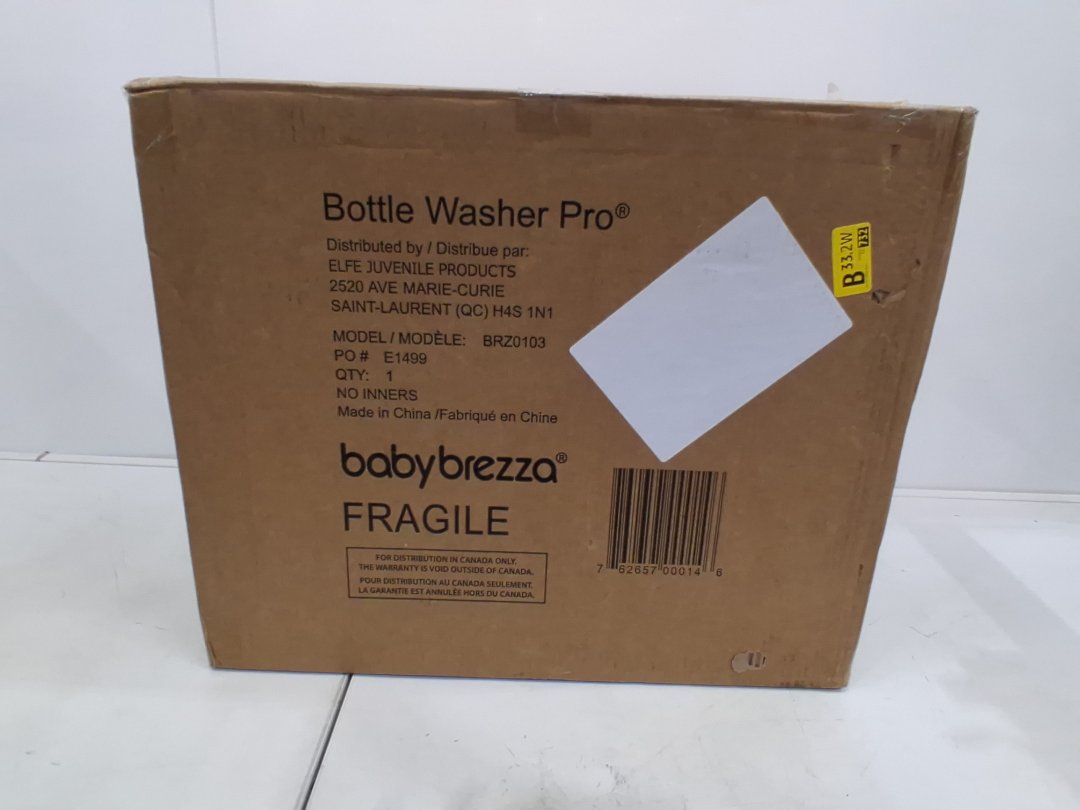 Bottle Washer Pro®
Distributed by / Distribue par:
ELFE JUVENILE PRODUCTS
2520 AVE MARIE-CURIE
SAINT-LAURENT (QC) H4S 1N1
MODEL / MODÈLE: BRZ0103
PO # E1499
QTY: 1
NO INNERS
Made in China /Fabriqué en Chine
babybrezza®
FRAGILE
FOR DISTRIBUTION IN CANADA ONLY.
THE WARRANTY IS VOID OUTSIDE OF CANADA.
POUR DISTRIBUTION AU CANADA SEULEMENT.
LA GARANTIE EST ANNULÉE HORS DU CANADA.
7 62657 00014 6
B 33.2W
732